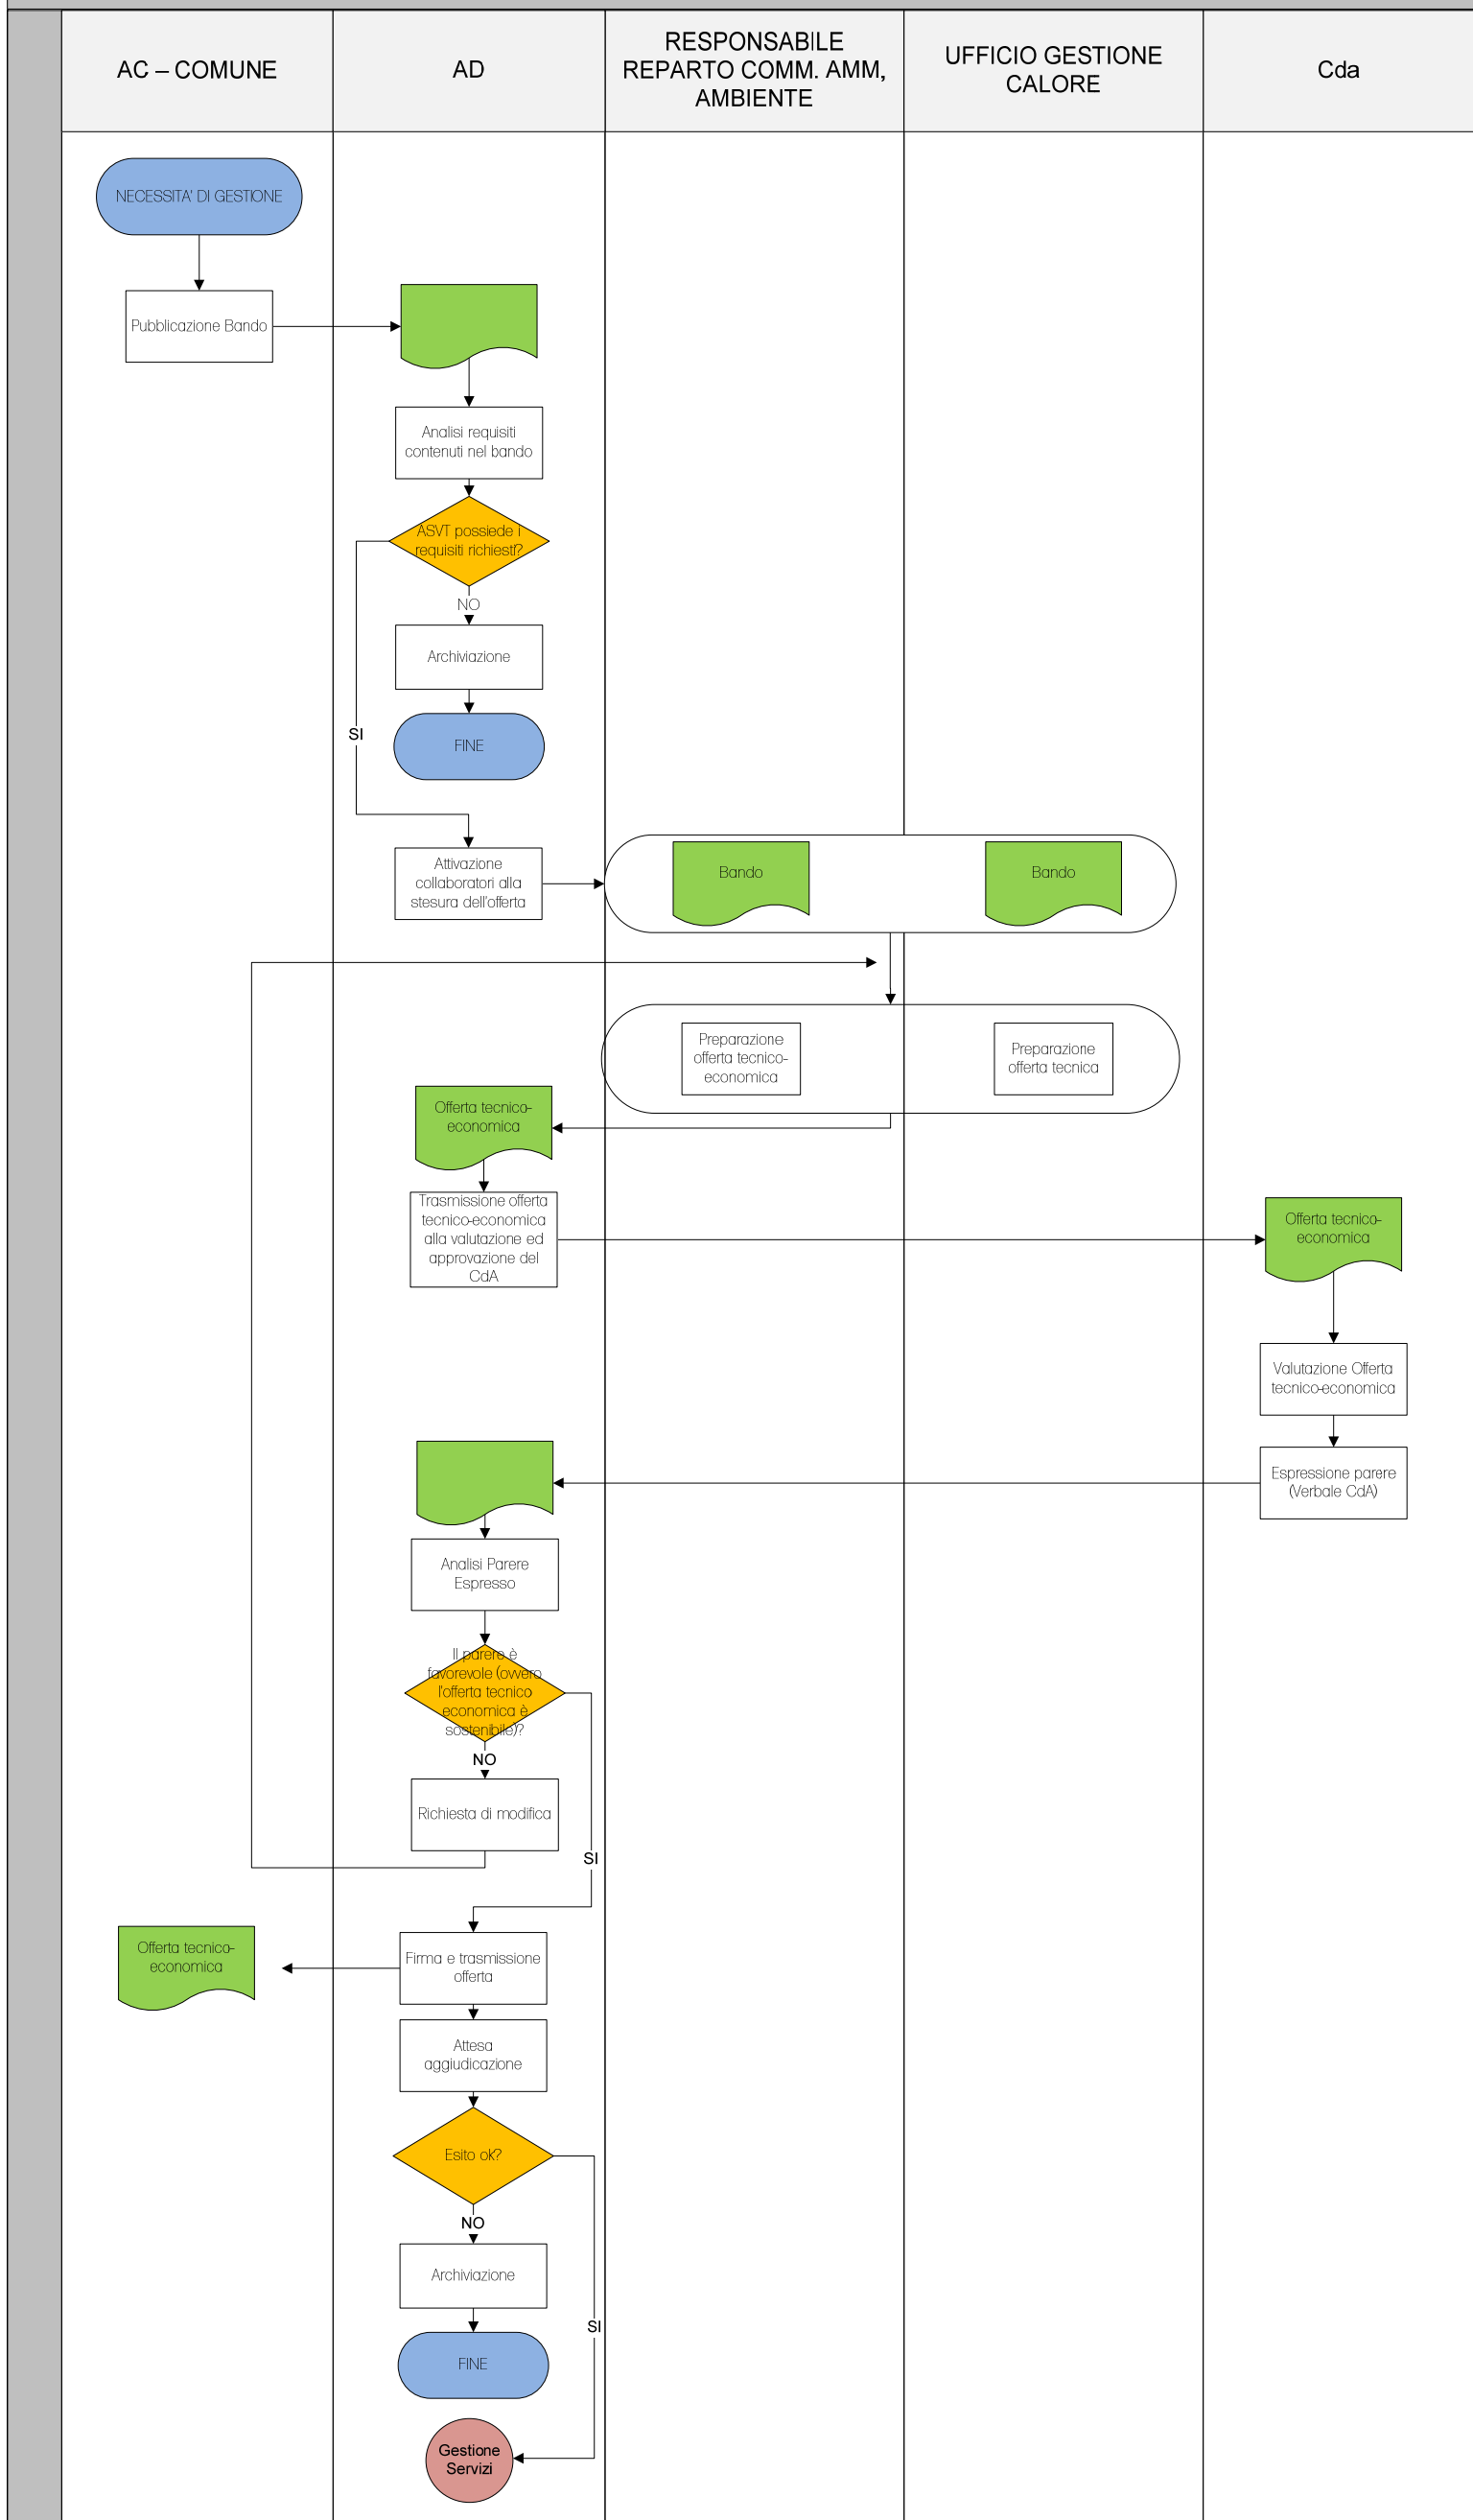 AC – COMUNE
AD
RESPONSABILE
REPARTO COMM. AMM,
AMBIENTE
UFFICIO GESTIONE
CALORE
Cda
NECESSITA' DI GESTIONE
Pubblicazione Bando
Analisi requisiti
contenuti nel bando
ASVT possiede i
requisiti richiesti?
NO
Archiviazione
SI
FINE
Attivazione
collaboratori alla
stesura dell'offerta
Bando
Bando
Preparazione
offerta tecnico-
economica
Preparazione
offerta tecnica
Offerta tecnico-
economica
Trasmissione offerta
tecnico-economica
alla valutazione ed
approvazione del
CdA
Offerta tecnico-
economica
Valutazione Offerta
tecnico-economica
Espressione parere
(Verbale CdA)
Analisi Parere
Espresso
Il parere è
favorevole (ovvero
l'offerta tecnico
economica è
sostenibile)?
NO
Richiesta di modifica
SI
Offerta tecnico-
economica
Firma e trasmissione
offerta
Attesa
aggiudicazione
Esito ok?
NO
Archiviazione
SI
FINE
Gestione
Servizi